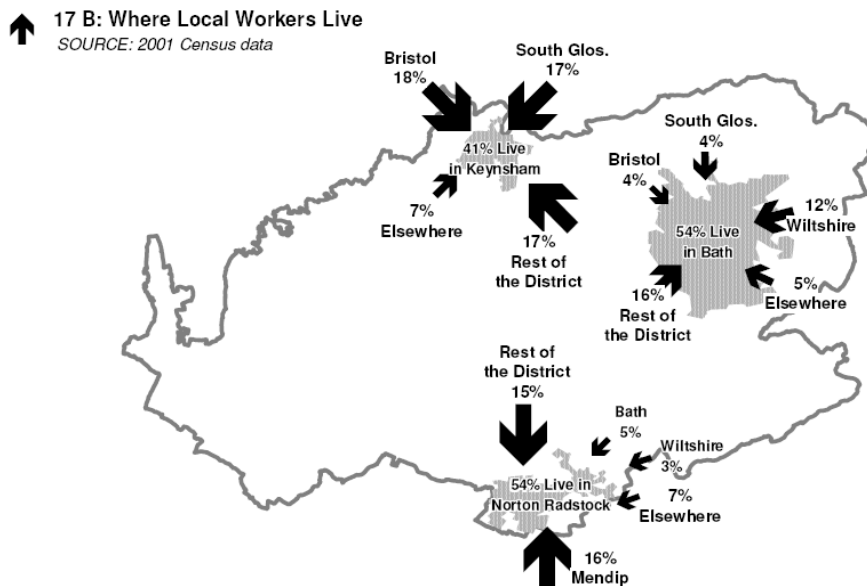 17 B: Where Local Workers Live
SOURCE: 2001 Census data
Bristol
18%
South Glos.
17%
41% Live
in Keynsham
7%
Elsewhere
17%
Rest of
the District
South Glos.
4%
Bristol
4%
12%
Wiltshire
54% Live
in Bath
5%
Elsewhere
16%
Rest of
the District
Rest of
the District
15%
Bath
5%
Wiltshire
3%
54% Live in
Norton Radstock
7%
Elsewhere
16%
Mendip